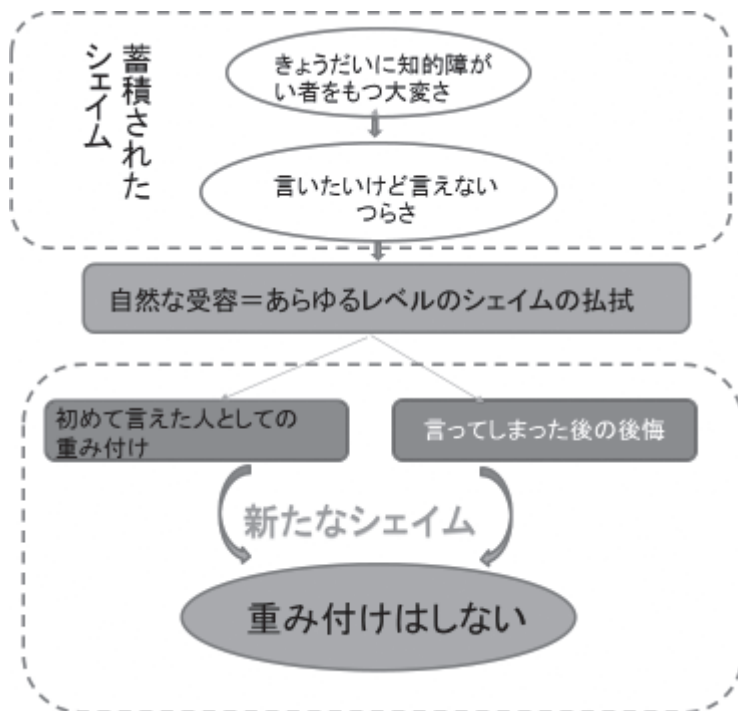 蓄積された
シェイム
きょうだいに知的障が
い者をもつ大変さ
言いたいけど言えない
つらさ
自然な受容＝あらゆるレベルのシェイムの払拭
初めて言えた人としての
重み付け
言ってしまった後の後悔
新たなシェイム
重み付けはしない